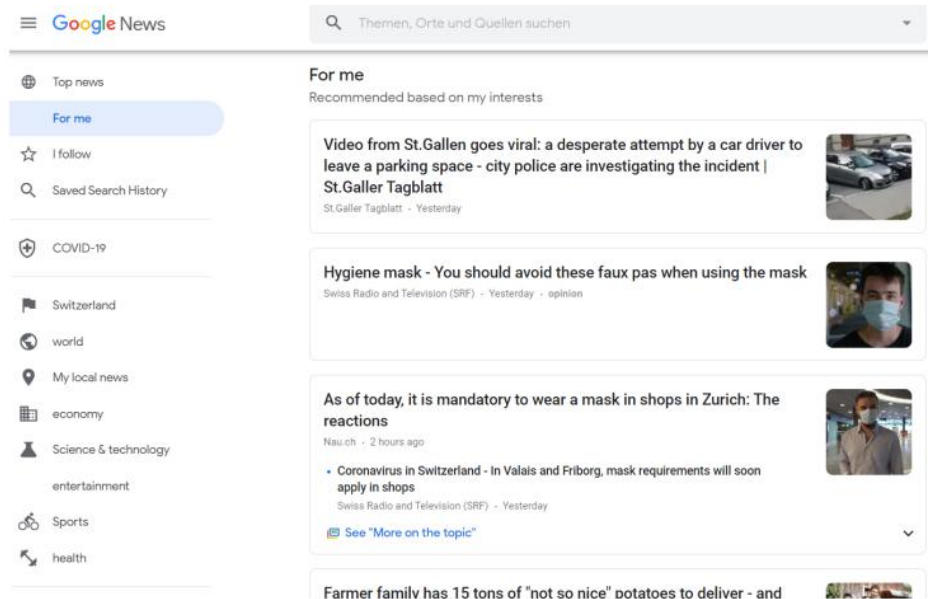 Google News
Themen, Orte und Quellen suchen
Top news
For me
I follow
Saved Search History
COVID-19
Switzerland
world
My local news
economy
Science & technology
entertainment
Sports
health
For me
Recommended based on my interests
Video from St.Gallen goes viral: a desperate attempt by a car driver to
leave a parking space - city police are investigating the incident |
St.Galler Tagblatt
St.Galler Tagblatt - Yesterday
Hygiene mask - You should avoid these faux pas when using the mask
Swiss Radio and Television (SRF) - Yesterday - opinion
As of today, it is mandatory to wear a mask in shops in Zurich: The
reactions
Nau.ch - 2 hours ago
• Coronavirus in Switzerland - In Valais and Friborg, mask requirements will soon
apply in shops
Swiss Radio and Television (SRF) - Yesterday
See "More on the topic"
Farmer family has 15 tons of "not so nice" potatoes to deliver - and